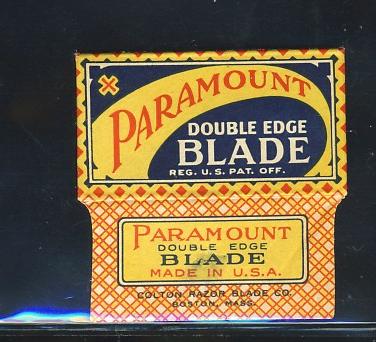 PARAMOUNT
DOUBLE EDGE
BLADE
REG. U.S. PAT. OFF.
PARAMOUNT
DOUBLE EDGE
BLADE
MADE IN U.S.A.
COLTON RAZOR BLADE CO.
BOSTON, MASS.